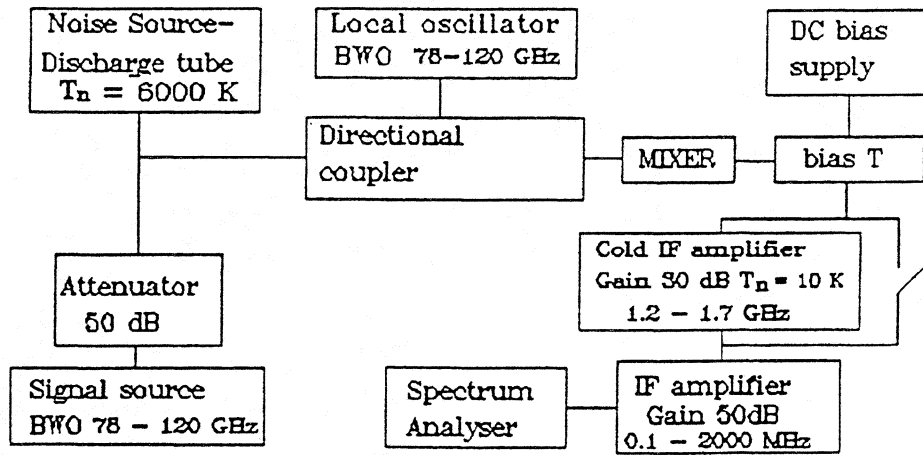 Noise Source-
Discharge tube
Tn = 6000 K
Local oscillator
BWO 78-120 GHz
DC bias
supply
Directional
coupler
MIXER
bias T
Cold IF amplifier
Gain 30 dB Tn = 10 K
1.2 - 1.7 GHz
Attenuator
50 dB
Signal source
BWO 78 - 120 GHz
Spectrum
Analyser
IF amplifier
Gain 50dB
0.1 - 2000 MHz